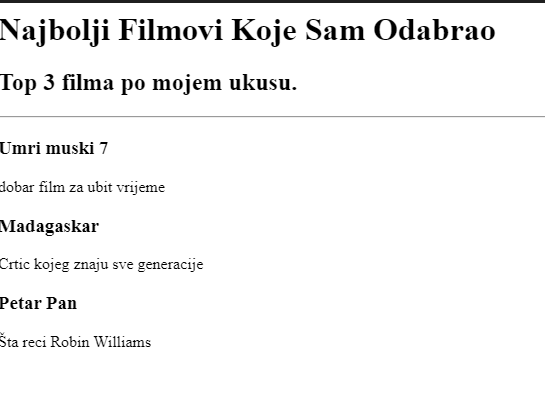 Najbolji Filmovi Koje Sam Odabrao
Top 3 filma po mojem ukusu.
Umri muski 7
dobar film za ubit vrijeme
Madagaskar
Crtic kojeg znaju sve generacije
Petar Pan
Šta reci Robin Williams